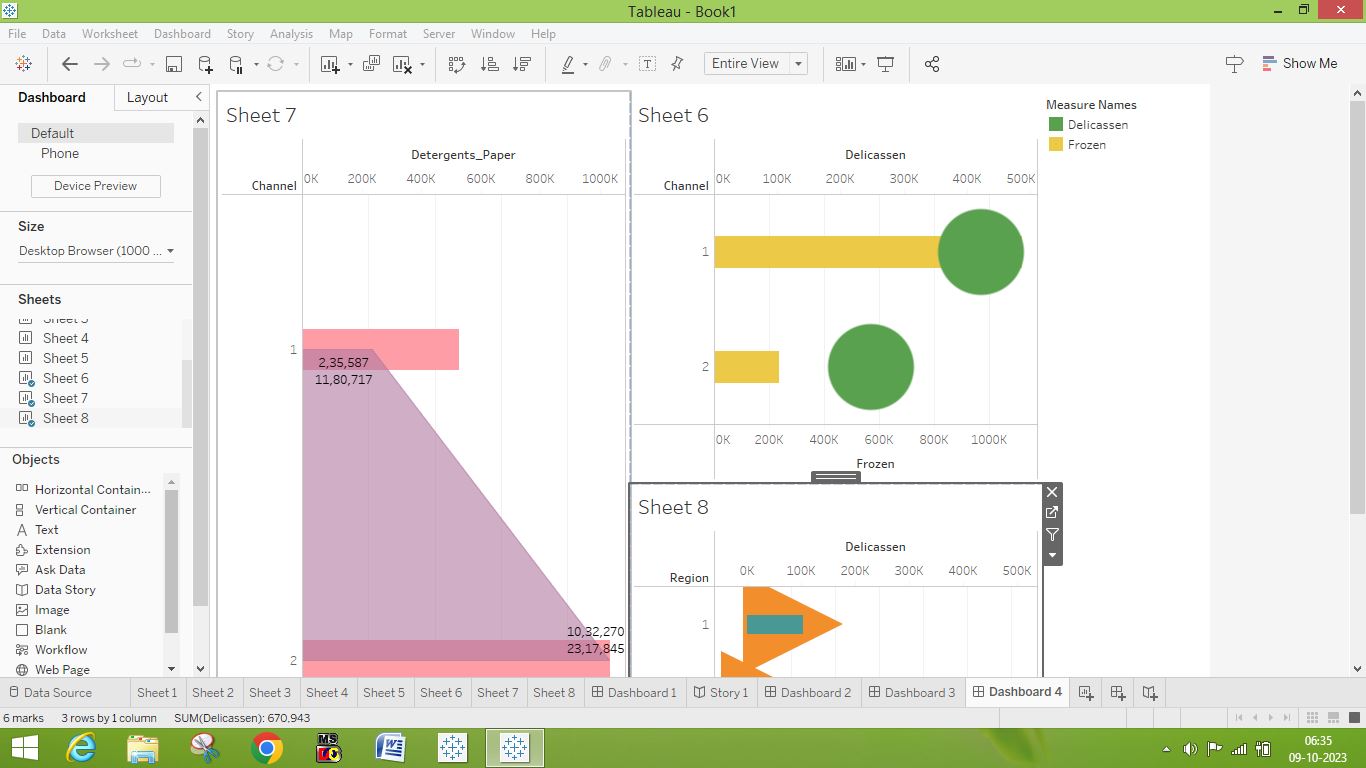 Tableau - Book1
File Data Worksheet Dashboard Story Analysis Map Format Server Window Help
Entire View
Show Me
Dashboard Layout
Default
Phone
Device Preview
Size
Desktop Browser (1000 ...
Sheets
Sheet 4
Sheet 5
Sheet 6
Sheet 7
Sheet 8
Objects
Horizontal Contain...
Vertical Container
Text
Extension
Ask Data
Data Story
Image
Blank
Workflow
Web Page
Sheet 7
Detergents_Paper
Channel 0K 200K 400K 600K 800K 1000K
1
2,35,587
11,80,717
10,32,270
23,17,845
2
Sheet 6
Delicassen
Channel 0K 100K 200K 300K 400K 500K
1
2
0K 200K 400K 600K 800K 1000K
Frozen
Measure Names
Delicassen
Frozen
Sheet 8
Delicassen
Region 0K 100K 200K 300K 400K 500K
1
Data Source Sheet 1 Sheet 2 Sheet 3 Sheet 4 Sheet 5 Sheet 6 Sheet 7 Sheet 8 Dashboard 1 Story 1 Dashboard 2 Dashboard 3 Dashboard 4
6 marks 3 rows by 1 column SUM(Delicassen): 670,943
MS
06:35
09-10-2023